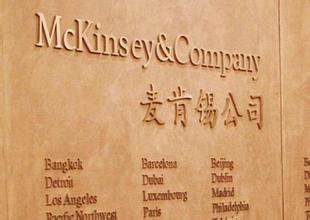 McKinsey&Company
麦肯锡公司
Bangkok Barcelona Beijing
Detroit Dubai Dublin
Los Angeles Luxembourg Madrid
Pacific Northwest Paris Philadelphia